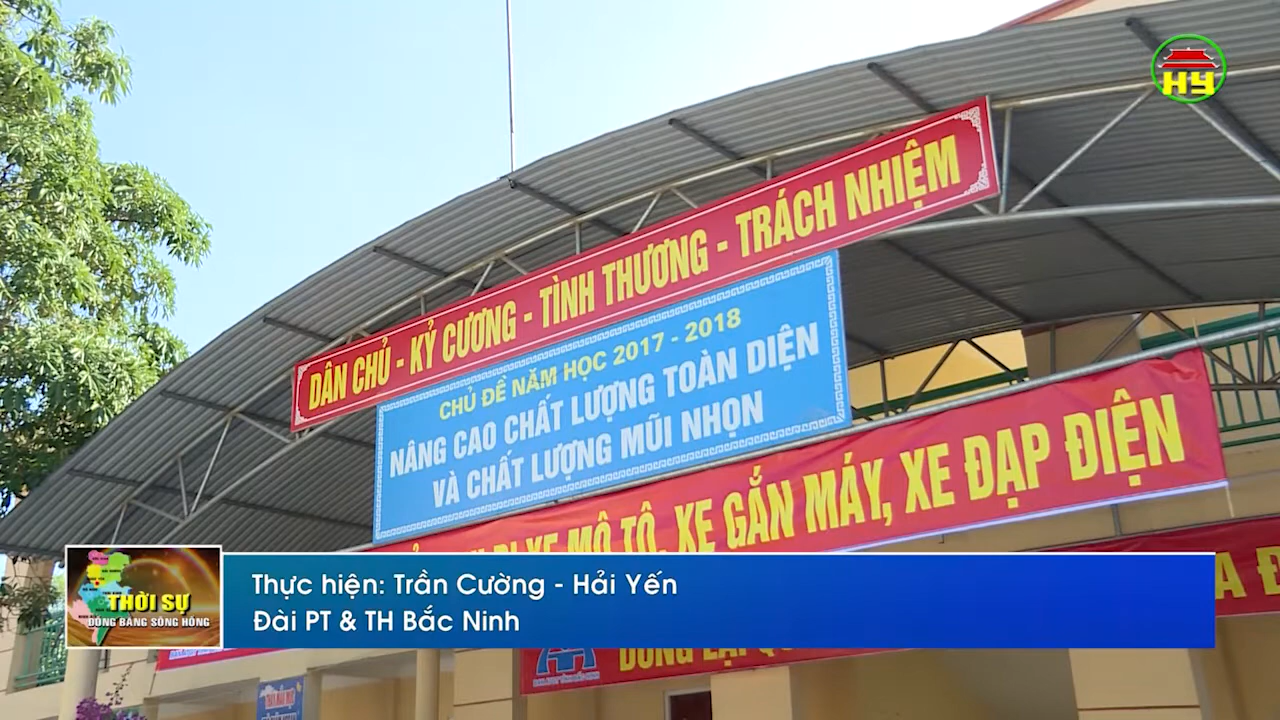 HY
DÂN CHỦ - KỶ CƯƠNG - TÌNH THƯƠNG - TRÁCH NHIỆM
CHỦ ĐỀ NĂM HỌC 2017 - 2018
NÂNG CAO CHẤT LƯỢNG TOÀN DIỆN
VÀ CHẤT LƯỢNG MŨI NHỌN
XE MÔ TÔ, XE GẮN MÁY, XE ĐẠP ĐIỆN
THỜI SỰ
ĐỒNG BẰNG SÔNG HỒNG
Thực hiện: Trần Cường - Hải Yến
Đài PT & TH Bắc Ninh